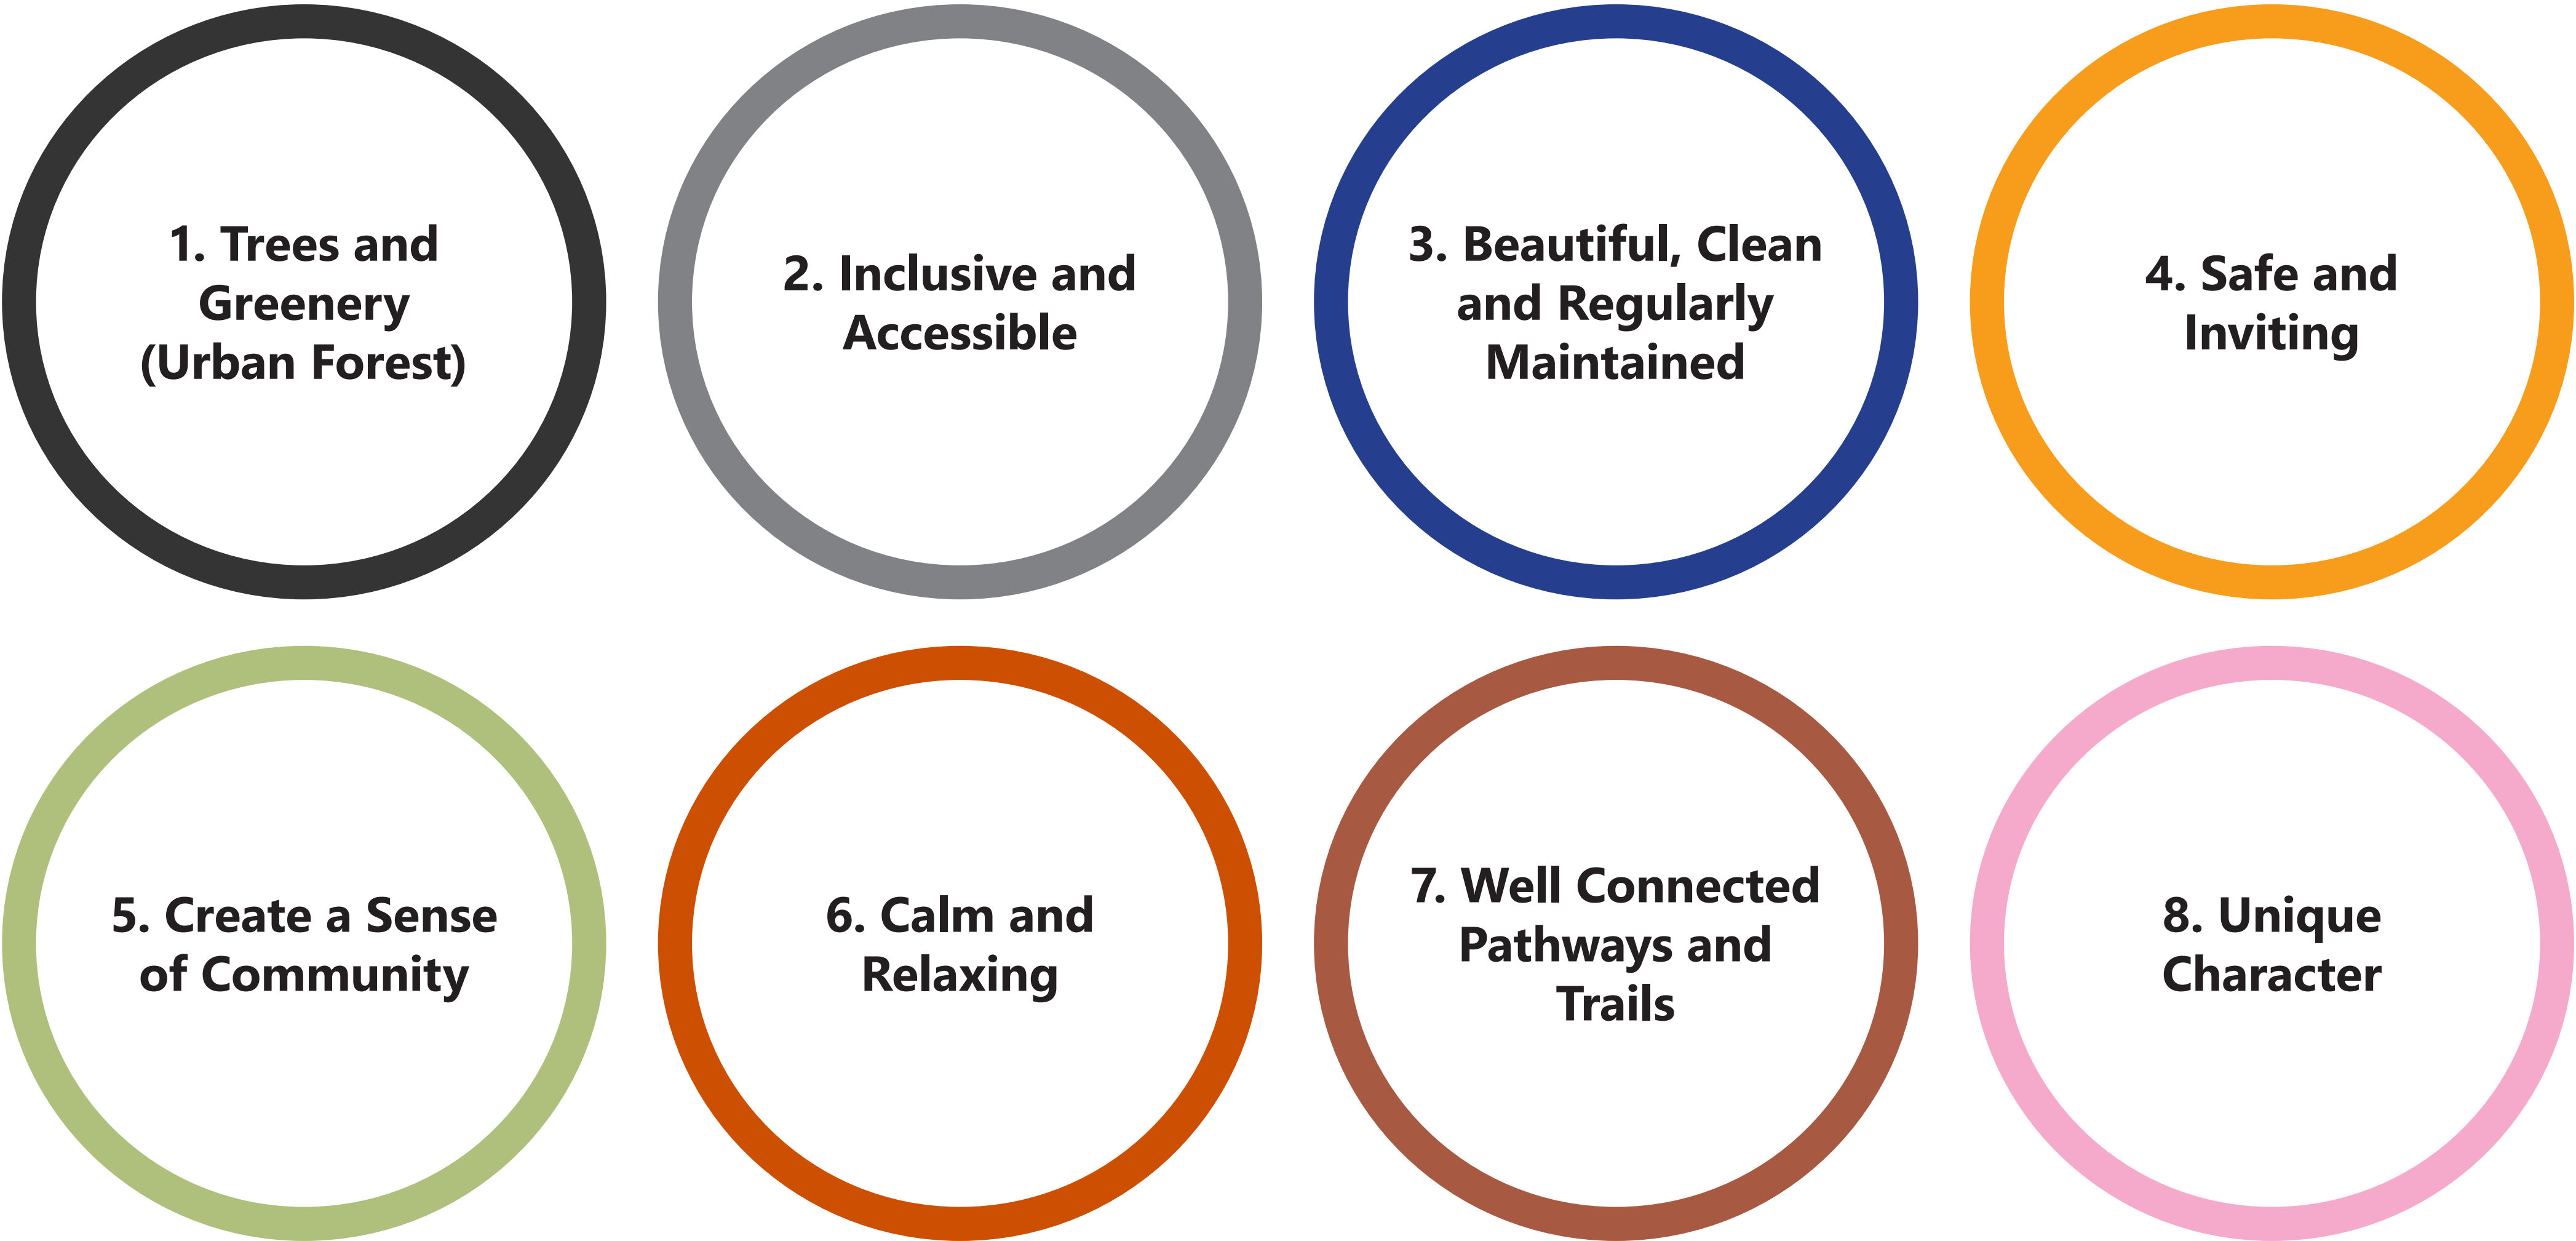 1. Trees and
Greenery
(Urban Forest)
2. Inclusive and
Accessible
3. Beautiful, Clean
and Regularly
Maintained
4. Safe and
Inviting
5. Create a Sense
of Community
6. Calm and
Relaxing
7. Well Connected
Pathways and
Trails
8. Unique
Character